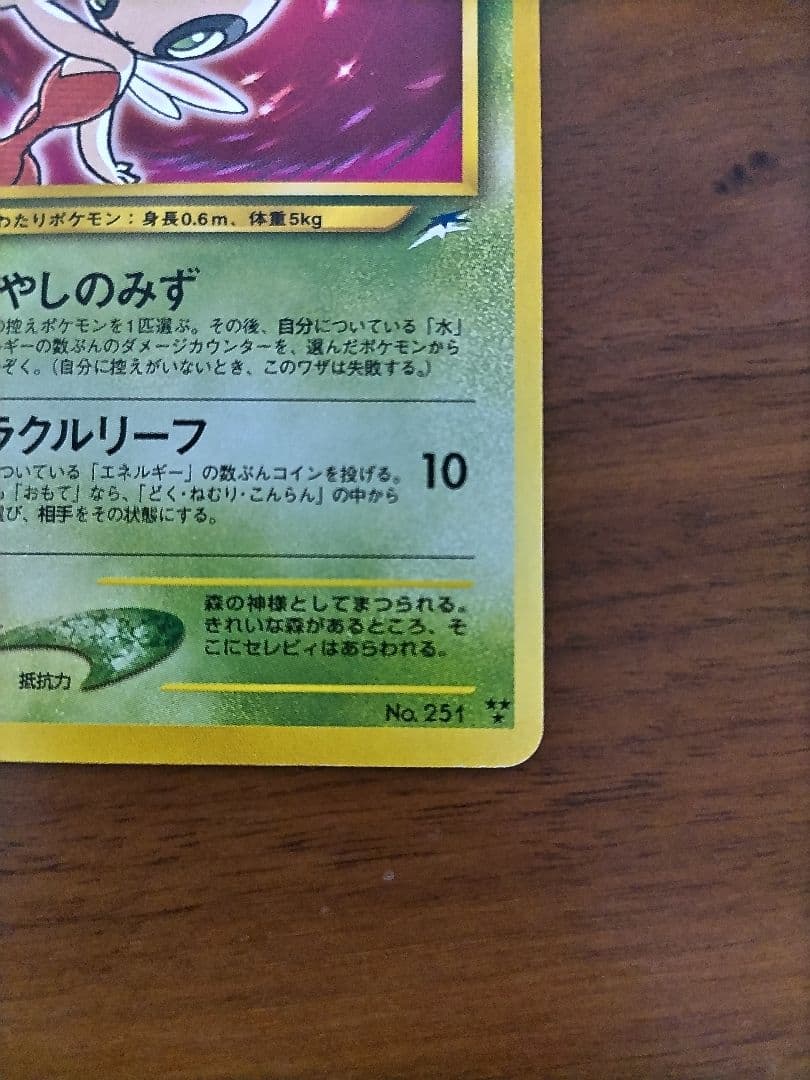 わたりポケモン：身長0.6m、体重5kg
やしのみず
控えポケモンを1匹選ぶ。その後、自分についている「水」
ギーの数ぶんのダメージカウンターを、選んだポケモンから
ぞく。（自分に控えがいないとき、このワザは失敗する。）
ラクルリーフ
ついている「エネルギー」の数ぶんコインを投げる。
10
「おもて」なら、「どく・ねむり・こんらん」の中から
び、相手をその状態にする。
森の神様としてまつられる。
きれいな森があるところ、そ
こにセレビィはあらわれる。
抵抗力
No. 251 ★★★